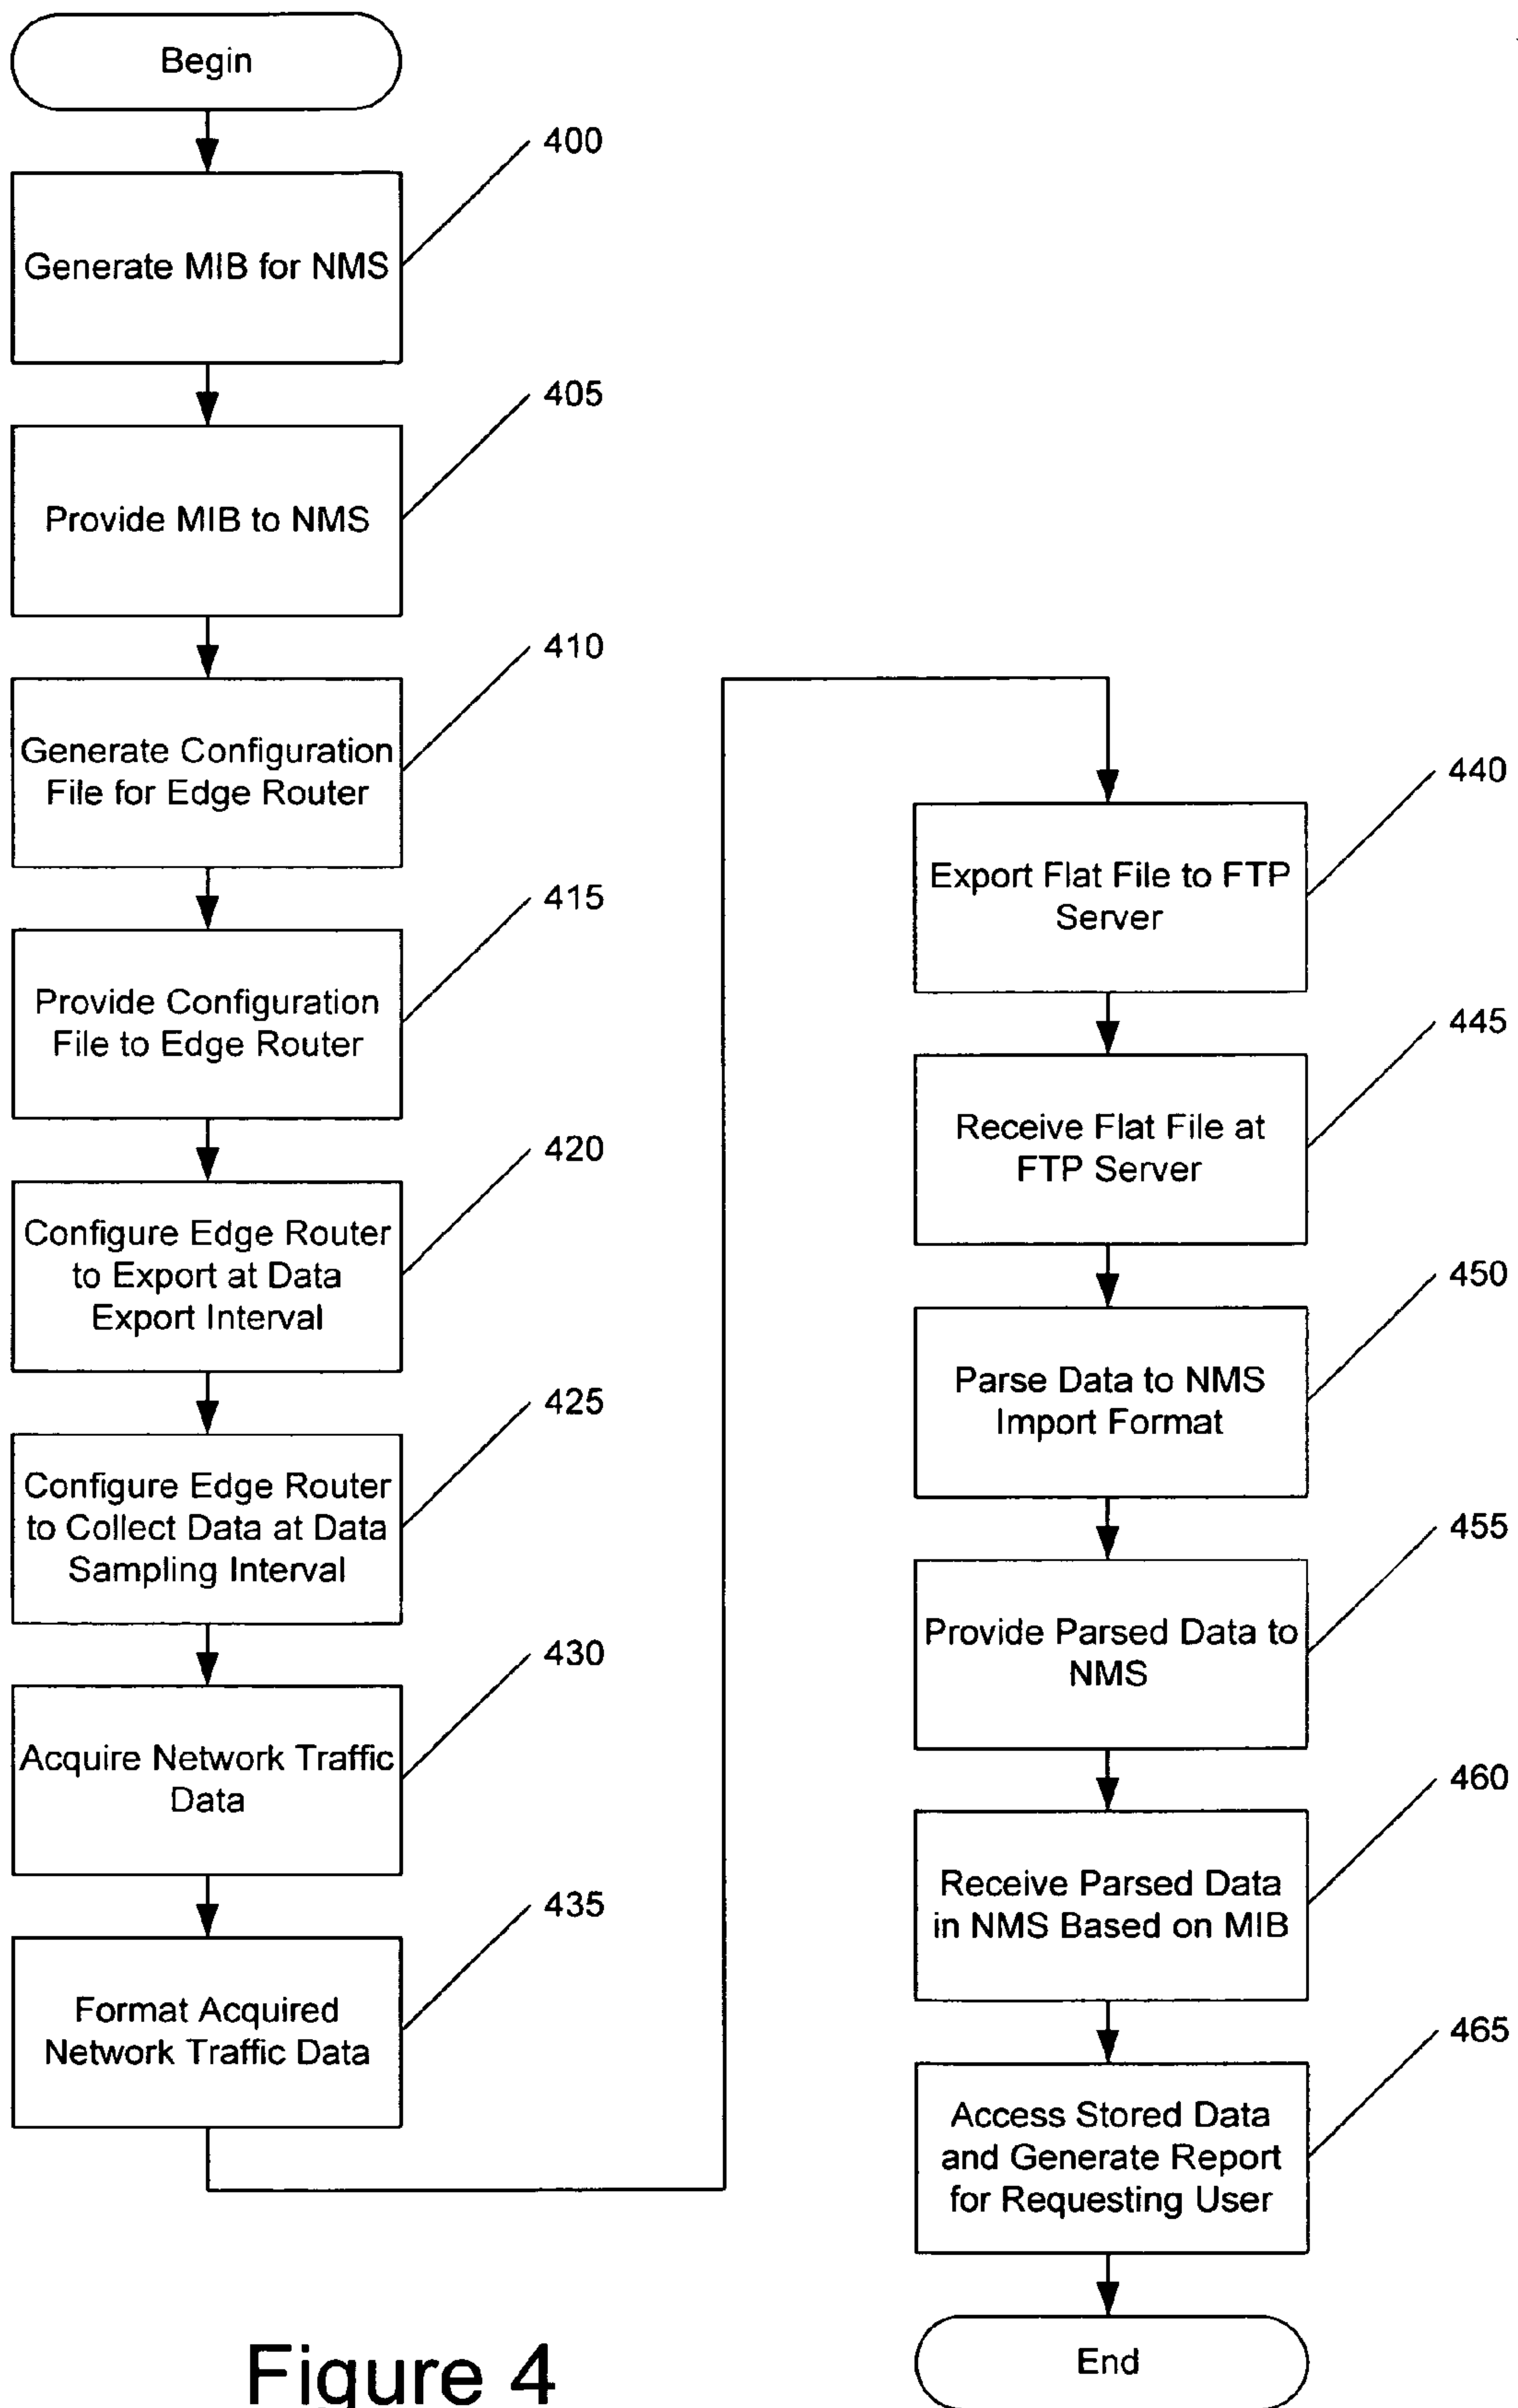 Begin
400
Generate MIB for NMS
405
Provide MIB to NMS
410
Generate Configuration
File for Edge Router
415
Provide Configuration
File to Edge Router
420
Configure Edge Router
to Export at Data
Export Interval
425
Configure Edge Router
to Collect Data at Data
Sampling Interval
430
Acquire Network Traffic
Data
435
Format Acquired
Network Traffic Data
440
Export Flat File to FTP
Server
445
Receive Flat File at
FTP Server
450
Parse Data to NMS
Import Format
455
Provide Parsed Data to
NMS
460
Receive Parsed Data
in NMS Based on MIB
465
Access Stored Data
and Generate Report
for Requesting User
End
Figure 4